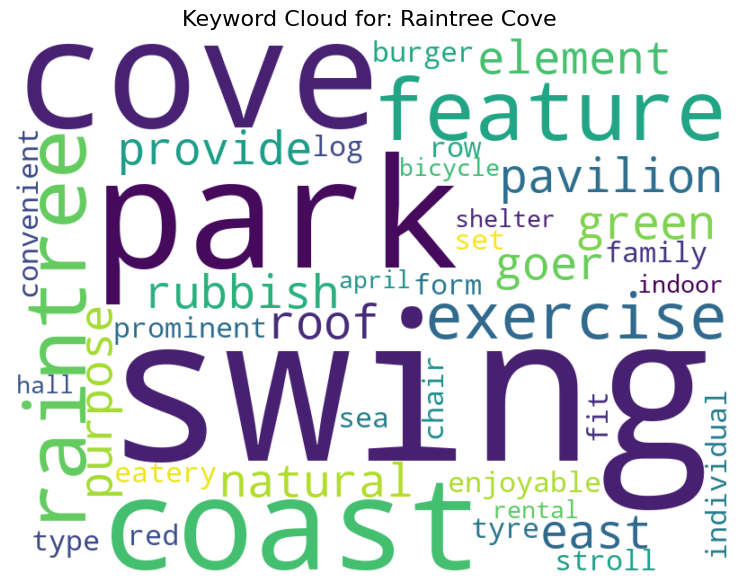 Keyword Cloud for: Raintree Cove
cove
burger
element
feature
provide
log
row
bicycle
pavilion
convenient
raintree
park
shelter
set
green
family
goer
indoor
rubbish
april
form
prominent
roof
exercise
purpose
swing
hall
sea
chair
fit
individual
eatery
natural
enjoyable
rental
coast
type
red
tyre
east
stroll